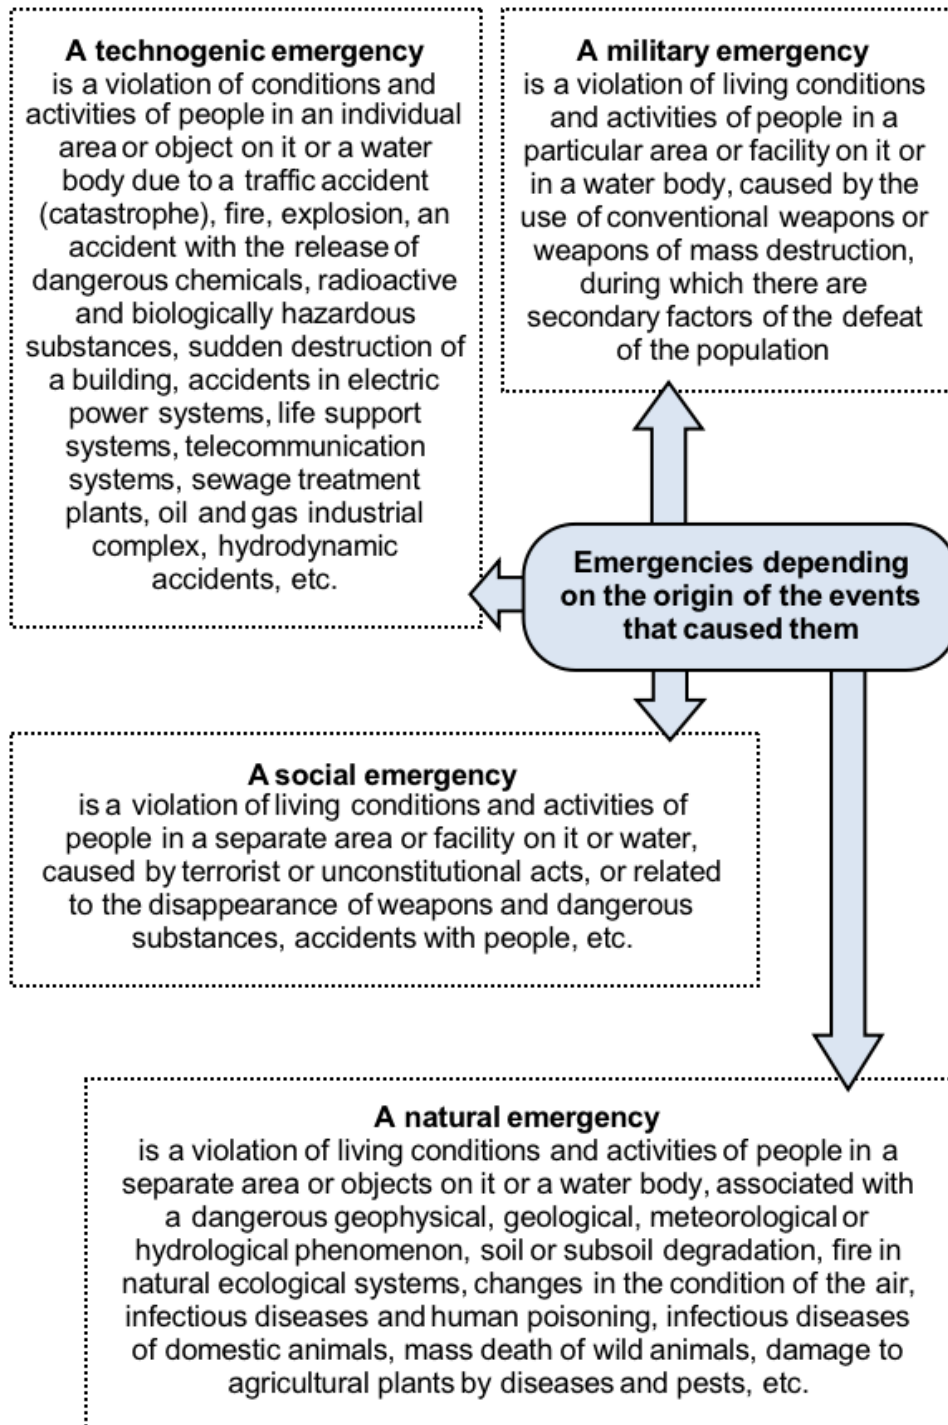 A technogenic emergency
is a violation of conditions and
activities of people in an individual
area or object on it or a water
body due to a traffic accident
(catastrophe), fire, explosion, an
accident with the release of
dangerous chemicals, radioactive
and biologically hazardous
substances, sudden destruction of
a building, accidents in electric
power systems, life support
systems, telecommunication
systems, sewage treatment
plants, oil and gas industrial
complex, hydrodynamic
accidents, etc.
A military emergency
is a violation of living conditions
and activities of people in a
particular area or facility on it or
in a water body, caused by the
use of conventional weapons or
weapons of mass destruction,
during which there are
secondary factors of the defeat
of the population
Emergencies depending
on the origin of the events
that caused them
A social emergency
is a violation of living conditions and activities of
people in a separate area or facility on it or water,
caused by terrorist or unconstitutional acts, or related
to the disappearance of weapons and dangerous
substances, accidents with people, etc.
A natural emergency
is a violation of living conditions and activities of people in a
separate area or objects on it or a water body, associated with
a dangerous geophysical, geological, meteorological or
hydrological phenomenon, soil or subsoil degradation, fire in
natural ecological systems, changes in the condition of the air,
infectious diseases and human poisoning, infectious diseases
of domestic animals, mass death of wild animals, damage to
agricultural plants by diseases and pests, etc.